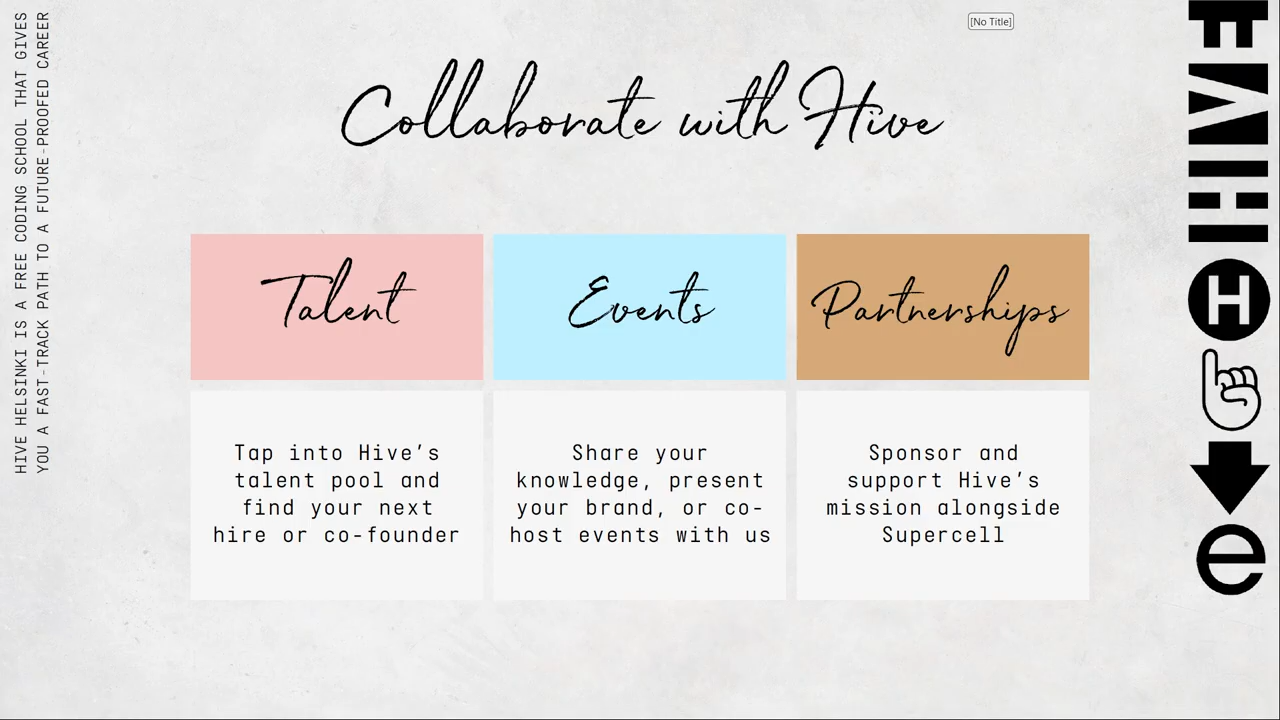 HIVE HELSINKI IS A FREE CODING SCHOOL THAT GIVES
YOU A FAST-TRACK PATH TO A FUTURE-PROOFED CAREER
[No Title]
Collaborate with Hive
Talent
Tap into Hive's
talent pool and
find your next
hire or co-founder
Events
Share your
knowledge, present
your brand, or co-
host events with us
Partnerships
Sponsor and
support Hive's
mission alongside
Supercell
HIVE
H
e